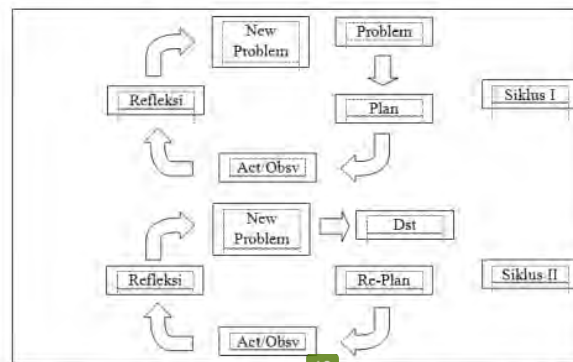 New
Problem
Problem
Refleksi
Plan
Siklus I
Act/Obsv
New
Problem
Dst
Refleksi
Re-Plan
Siklus II
Act/Obsv